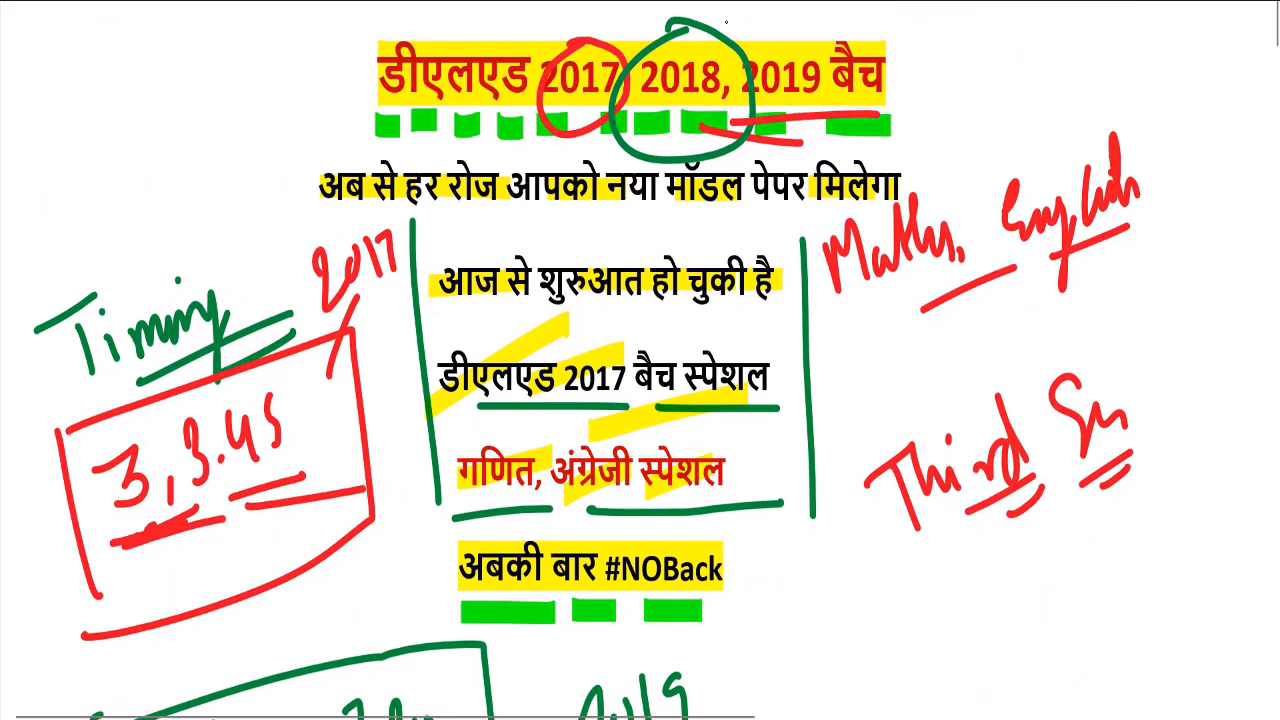 डीएलएड 2017, 2018, 2019 बैच
अब से हर रोज आपको नया मॉडल पेपर मिलेगा
Maths, English
2017
Timing
आज से शुरुआत हो चुकी है
डीएलएड 2017 बैच स्पेशल
3, 3.45
Third Sem
गणित, अंग्रेजी स्पेशल
अबकी बार #NOBack
2019